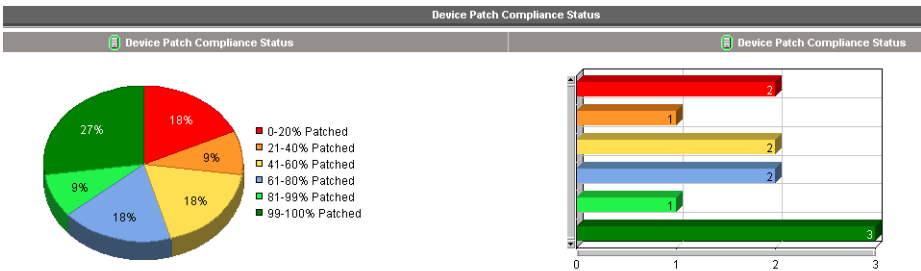 Device Patch Compliance Status
Device Patch Compliance Status
Device Patch Compliance Status
27%
18%
9%
18%
18%
9%
0-20% Patched
21-40% Patched
41-60% Patched
61-80% Patched
81-99% Patched
99-100% Patched
2
1
2
2
1
3
0 1 2 3